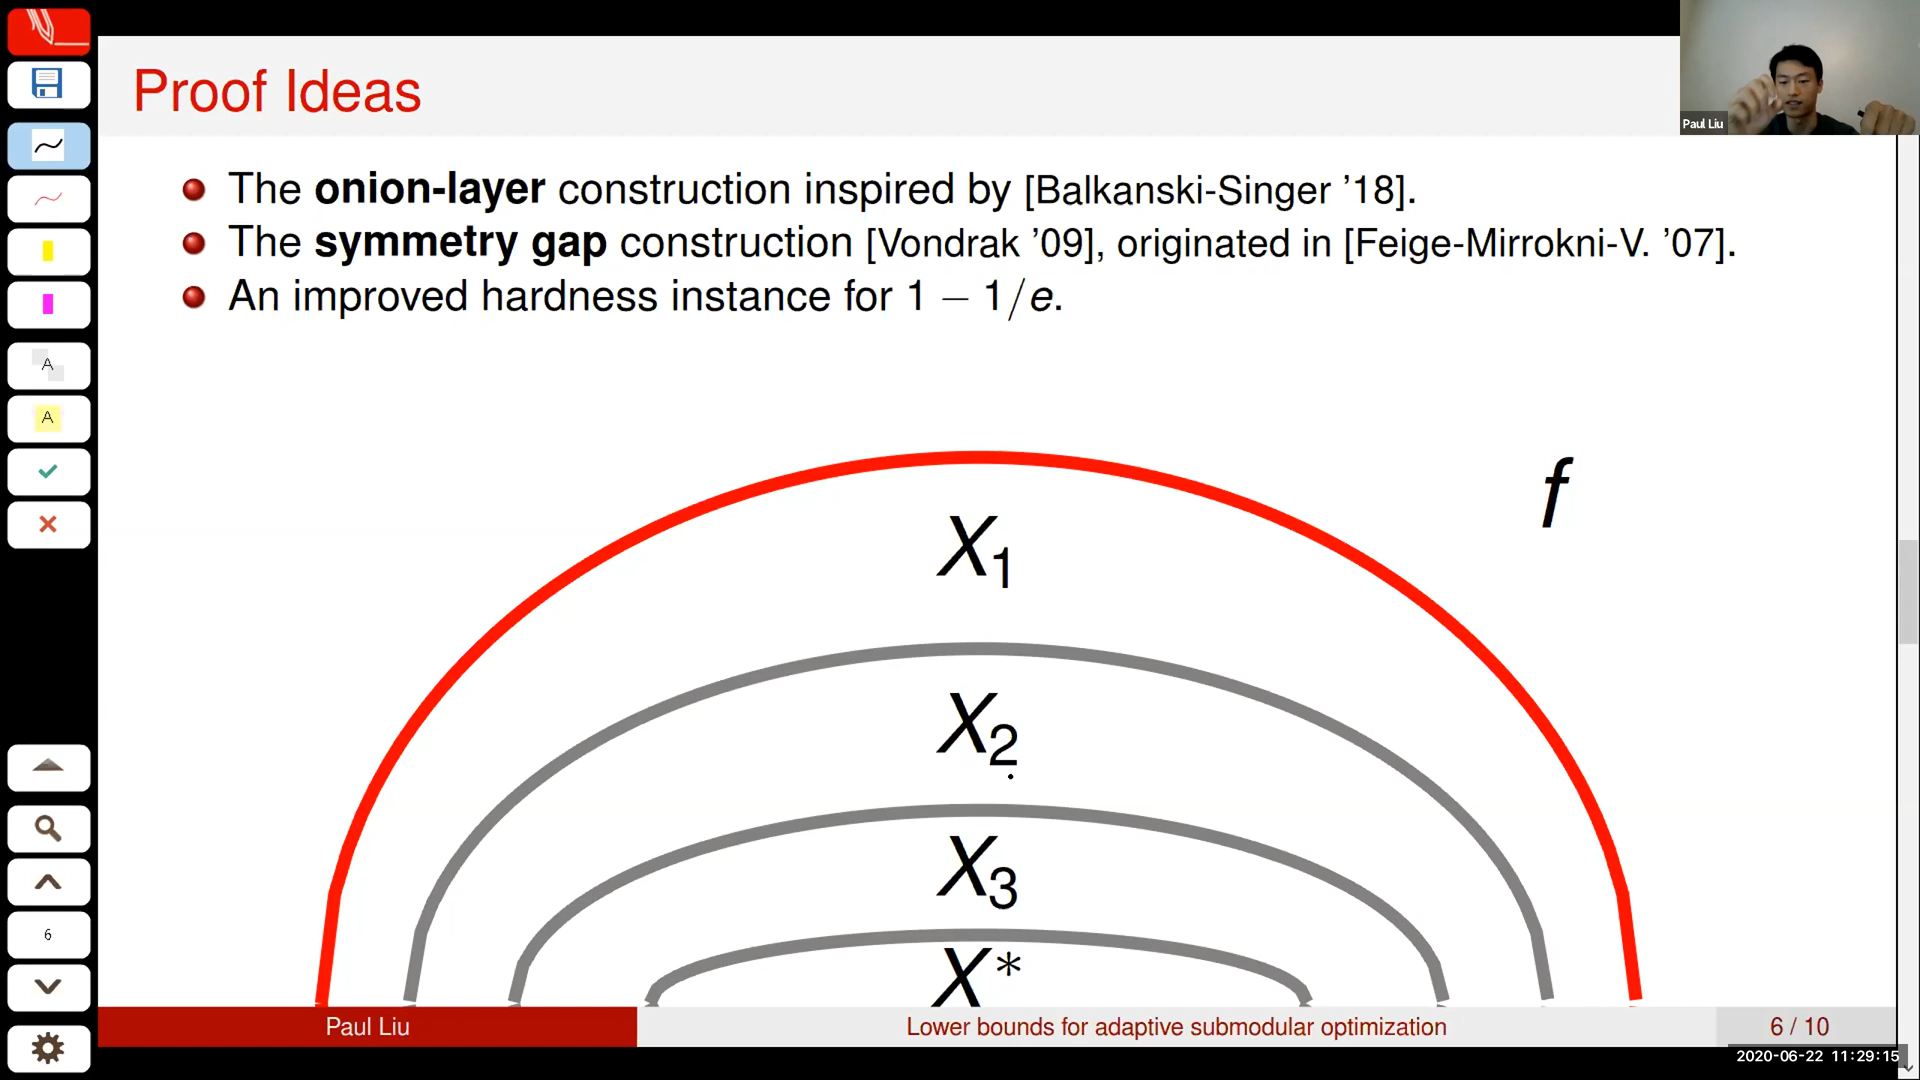 Proof Ideas
Paul Liu
The onion-layer construction inspired by [Balkanski-Singer ’18].
The symmetry gap construction [Vondrak ’09], originated in [Feige-Mirrokni-V. ’07].
An improved hardness instance for 1 − 1/e.
A
A
f
X1
X2
X3
X*
6
Paul Liu
Lower bounds for adaptive submodular optimization
6 / 10
2020-06-22 11:29:15